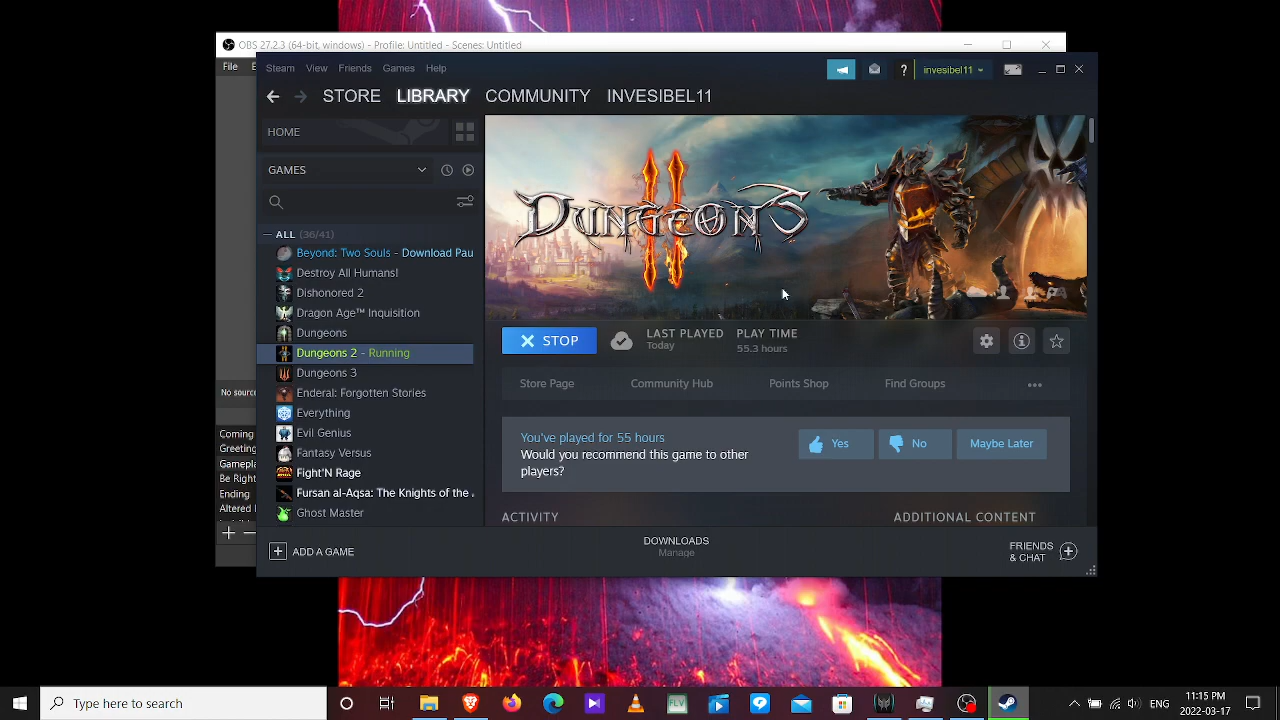 OBS 27.2.3 (64-bit, windows) - Profile: Untitled - Scenes: Untitled
File
Steam View Friends Games Help
invesibel11
STORE LIBRARY COMMUNITY INVESIBEL11
HOME
GAMES
ALL (36/41)
Beyond: Two Souls - Download Pau
Destroy All Humans!
Dishonored 2
Dragon Age™ Inquisition
Dungeons
Dungeons 2 - Running
Dungeons 3
Enderal: Forgotten Stories
Everything
Evil Genius
Fantasy Versus
Fight'N Rage
Fursan al-Aqsa: The Knights of the
Ghost Master
DUNGEONS II
STOP
LAST PLAYED
Today
PLAY TIME
55.3 hours
Store Page Community Hub Points Shop Find Groups
You've played for 55 hours
Would you recommend this game to other
players?
Yes No Maybe Later
ACTIVITY
ADDITIONAL CONTENT
No source
Coming
Greeting
Gamepla
Be Right
Ending
Altered
ADD A GAME
DOWNLOADS
Manage
FRIENDS
& CHAT
Type here to search
FLV
ENG
11:15 PM
2022-03-17